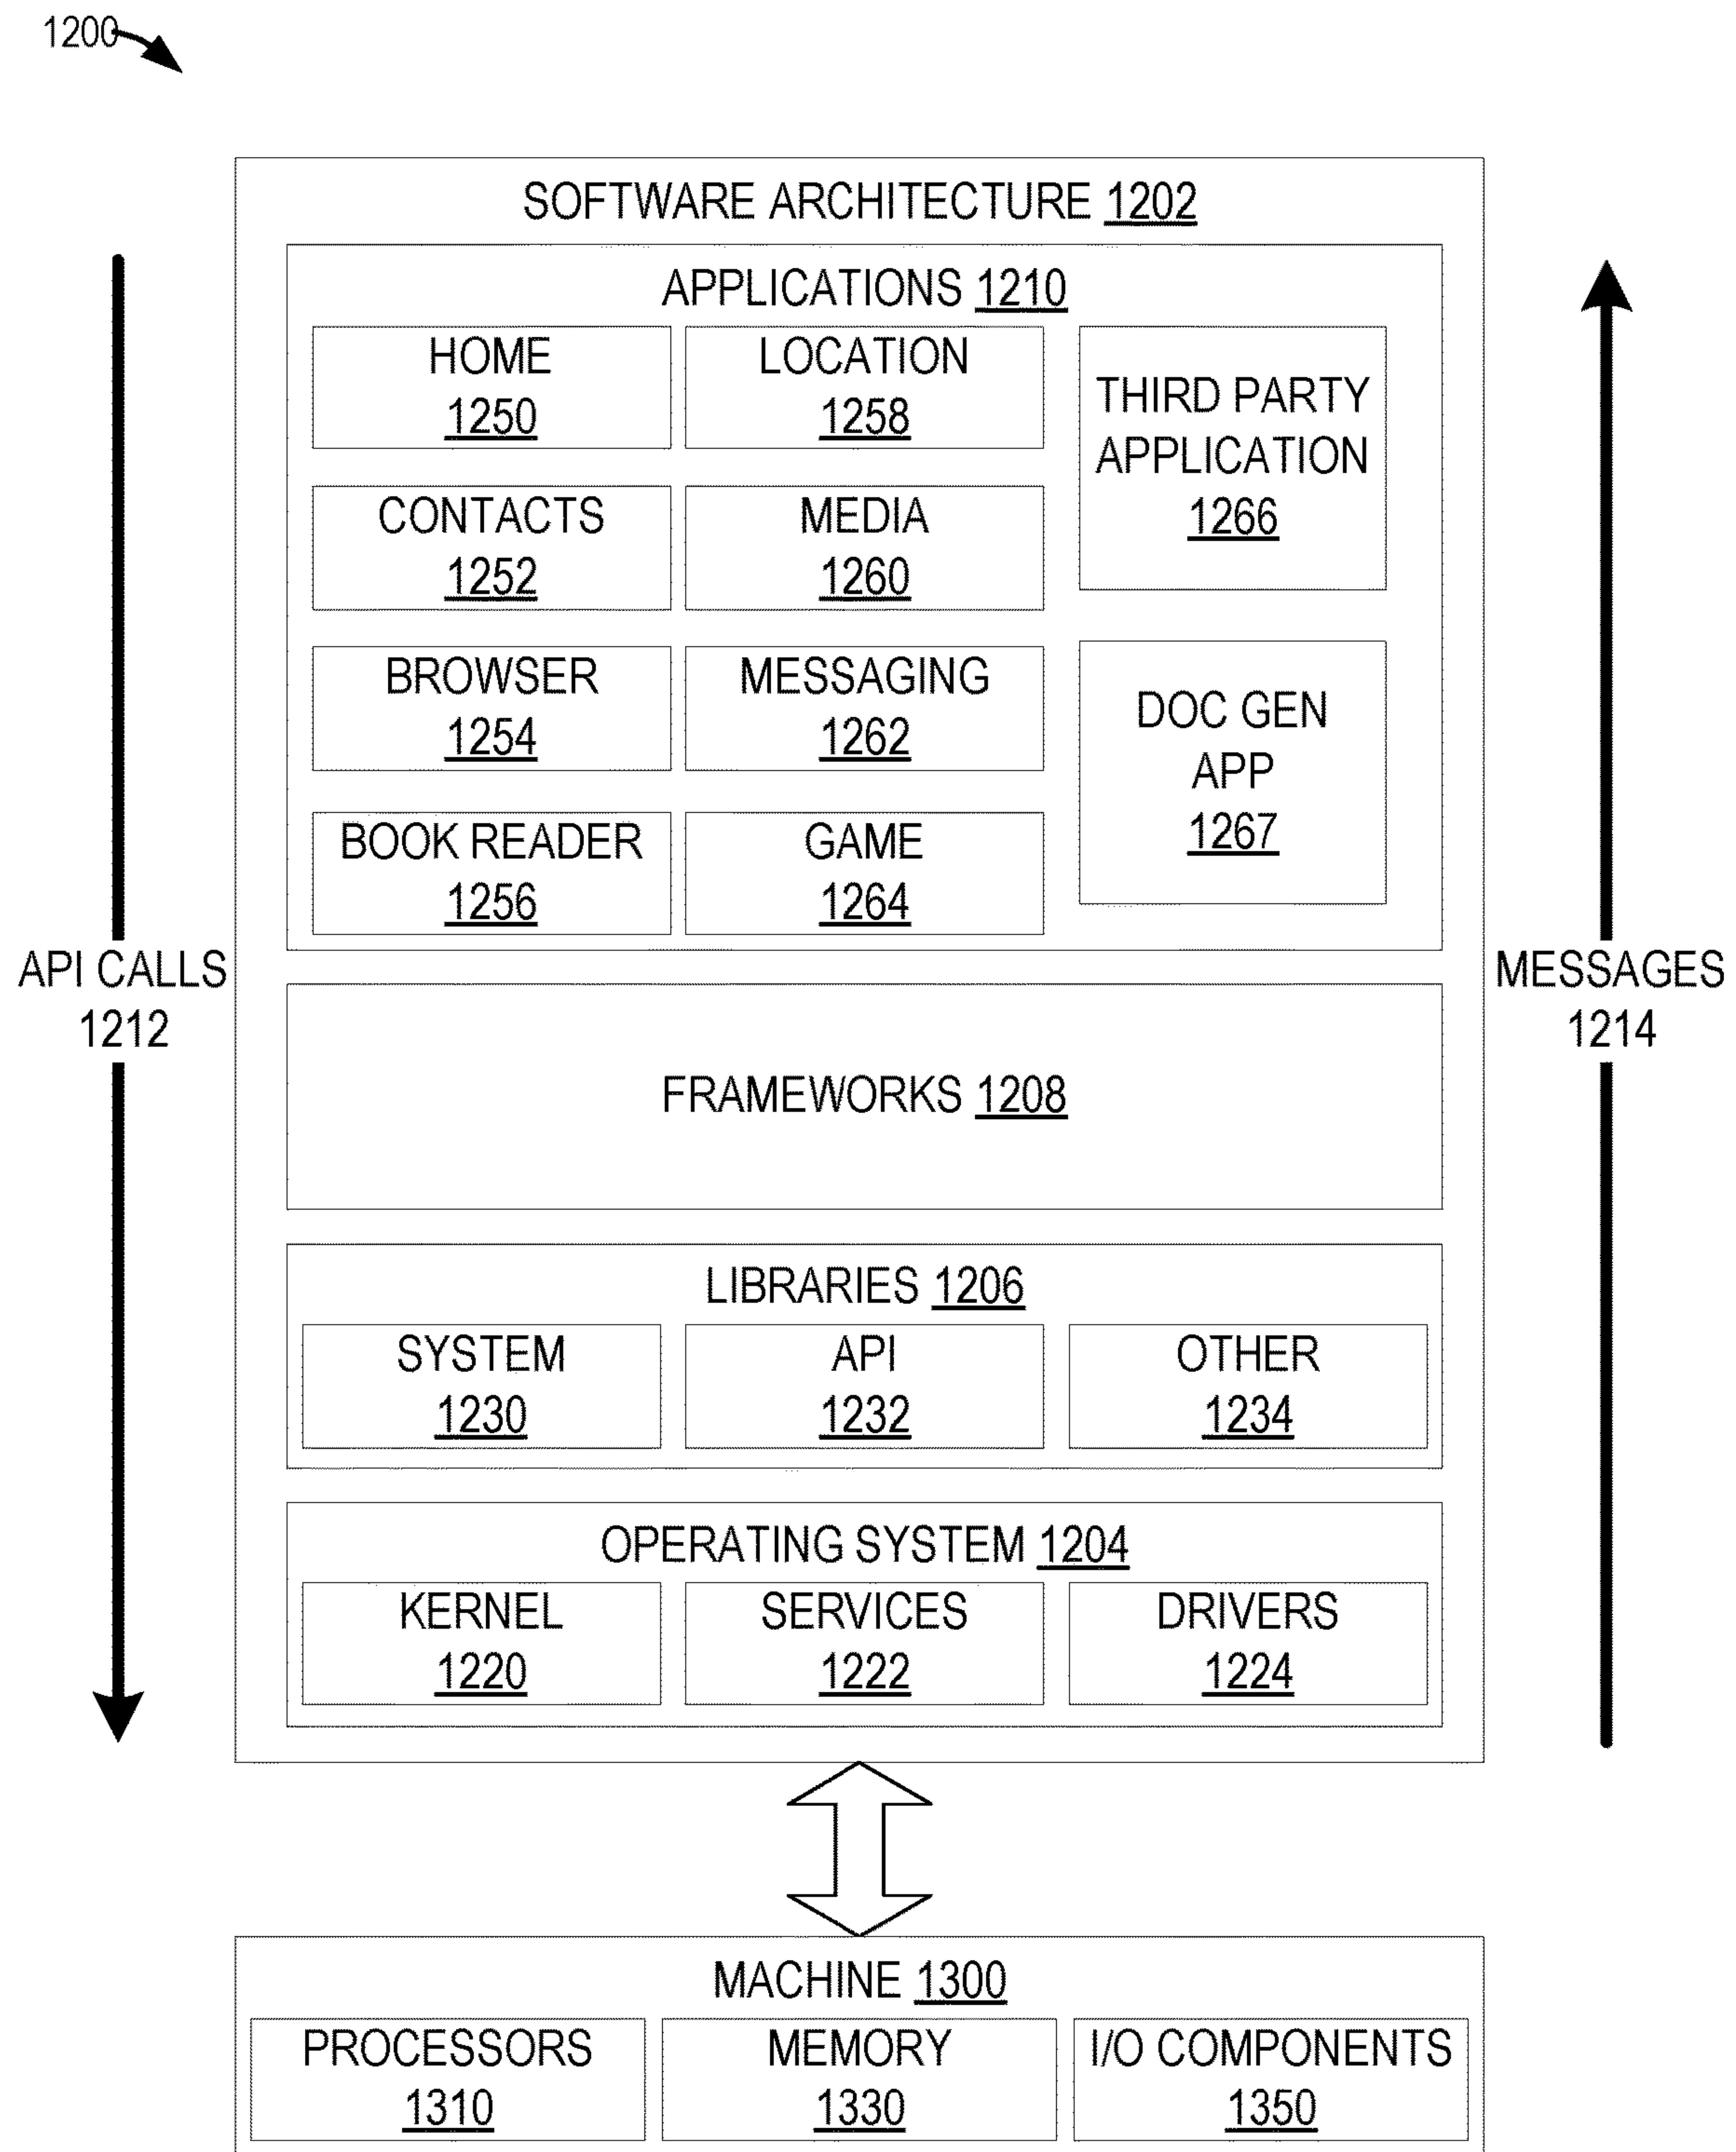 1200
SOFTWARE ARCHITECTURE 1202
APPLICATIONS 1210
HOME
1250
LOCATION
1258
THIRD PARTY
APPLICATION
1266
CONTACTS
1252
MEDIA
1260
BROWSER
1254
MESSAGING
1262
DOC GEN
APP
1267
BOOK READER
1256
GAME
1264
API CALLS
1212
MESSAGES
1214
FRAMEWORKS 1208
LIBRARIES 1206
SYSTEM
1230
API
1232
OTHER
1234
OPERATING SYSTEM 1204
KERNEL
1220
SERVICES
1222
DRIVERS
1224
MACHINE 1300
PROCESSORS
1310
MEMORY
1330
I/O COMPONENTS
1350